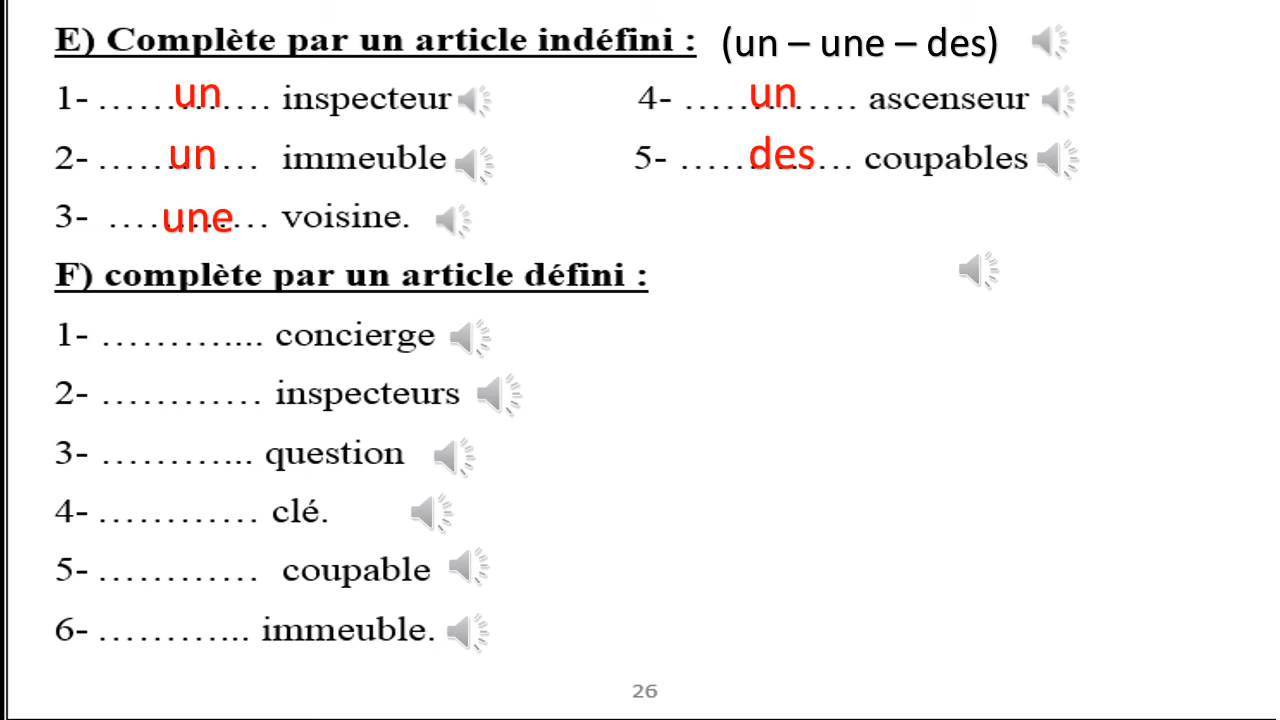 E) Complète par un article indéfini : (un – une – des)
1- ......un...... inspecteur 4- ......un...... ascenseur
2- ......un...... immeuble 5- ......des...... coupables
3- ......une...... voisine.
F) complète par un article défini :
1- ………..... concierge
2- ………… inspecteurs
3- ………... question
4- ………… clé.
5- ………… coupable
6- ………... immeuble.
26